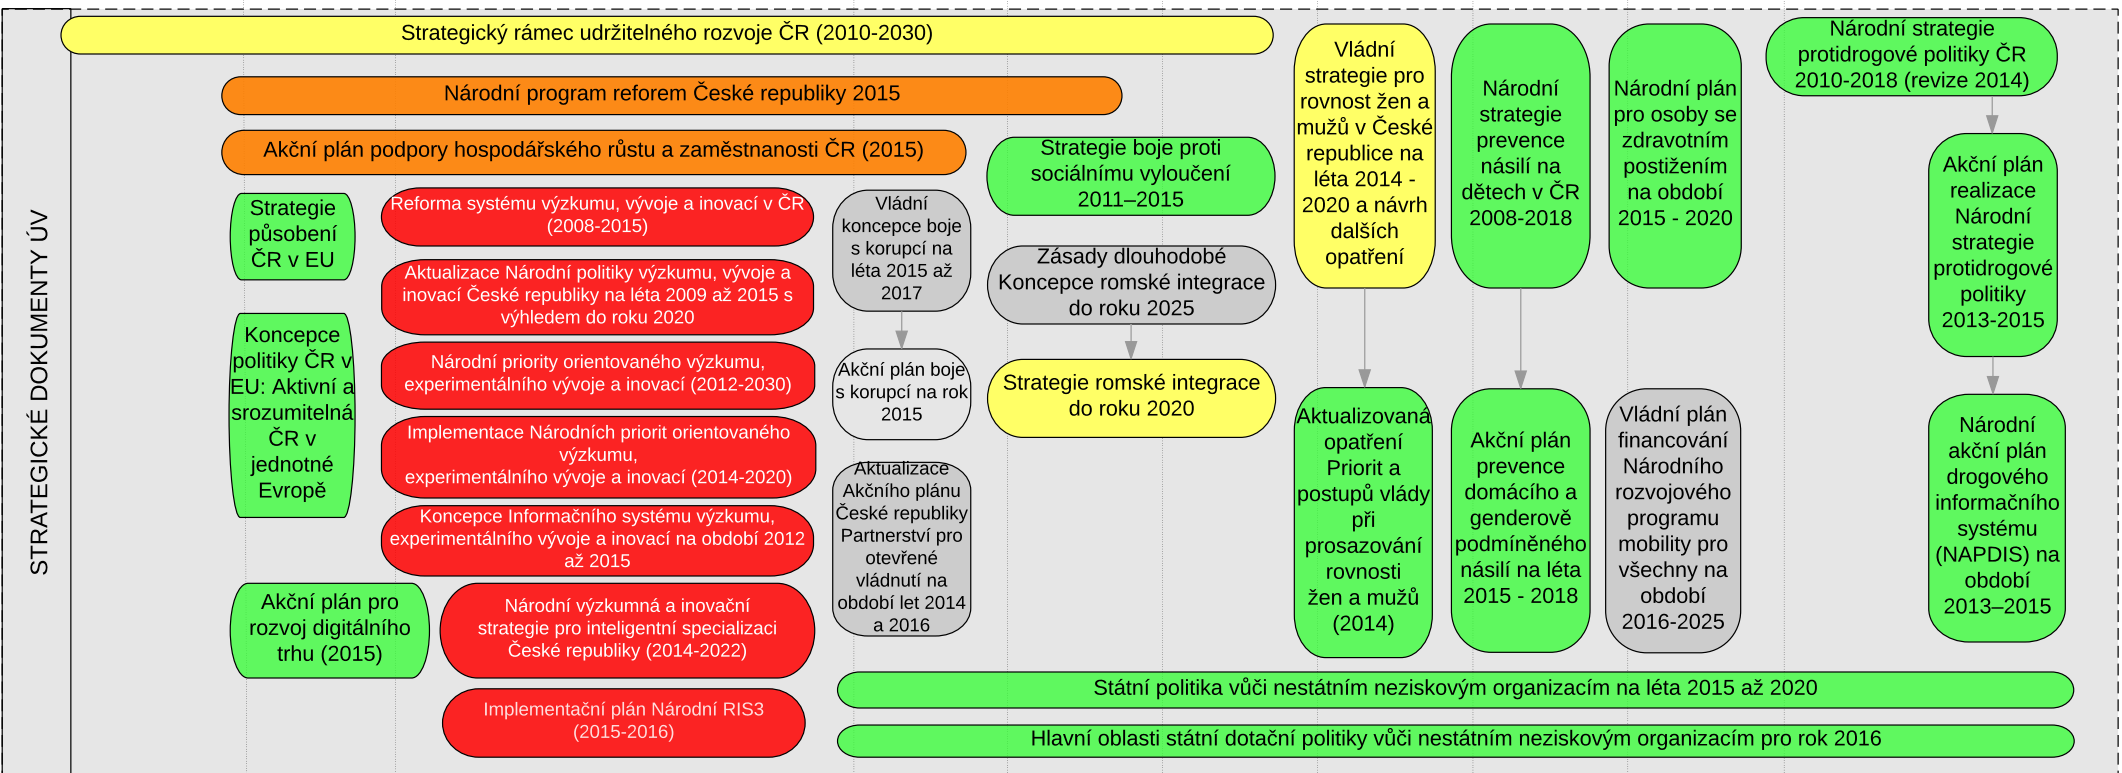 STRATEGICKÉ DOKUMENTY ÚV
Strategický rámec udržitelného rozvoje ČR (2010-2030)
Národní program reforem České republiky 2015
Akční plán podpory hospodářského růstu a zaměstnanosti ČR (2015)
Strategie
působení
ČR v EU
Koncepce
politiky ČR v
EU: Aktivní a
srozumitelná
ČR v
jednotné
Evropě
Akční plán pro
rozvoj digitálního
trhu (2015)
Reforma systému výzkumu, vývoje a inovací v ČR
(2008-2015)
Aktualizace Národní politiky výzkumu, vývoje a
inovací České republiky na léta 2009 až 2015 s
výhledem do roku 2020
Národní priority orientovaného výzkumu,
experimentálního vývoje a inovací (2012-2030)
Implementace Národních priorit orientovaného
výzkumu,
experimentálního vývoje a inovací (2014-2020)
Koncepce Informačního systému výzkumu,
experimentálního vývoje a inovací na období 2012
až 2015
Národní výzkumná a inovační
strategie pro inteligentní specializaci
České republiky (2014-2022)
Implementační plán Národní RIS3
(2015-2016)
Vládní
koncepce boje
s korupcí na
léta 2015 až
2017
Akční plán boje
s korupcí na rok
2015
Aktualizace
Akčního plánu
České republiky
Partnerství pro
otevřené
vládnutí na
období let 2014
a 2016
Strategie boje proti
sociálnímu vyloučení
2011–2015
Zásady dlouhodobé
Koncepce romské integrace
do roku 2025
Strategie romské integrace
do roku 2020
Vládní
strategie pro
rovnost žen a
mužů v České
republice na
léta 2014 -
2020 a návrh
dalších
opatření
Aktualizovaná
opatření
Priorit a
postupů vlády
při
prosazování
rovnosti
žen a mužů
(2014)
Národní
strategie
prevence
násilí na
dětech v ČR
2008-2018
Akční plán
prevence
domácího a
genderově
podmíněného
násilí na léta
2015 - 2018
Národní plán
pro osoby se
zdravotním
postižením
na období
2015 - 2020
Vládní plán
financování
Národního
rozvojového
programu
mobility pro
všechny na
období
2016-2025
Národní strategie
protidrogové politiky ČR
2010-2018 (revize 2014)
Akční plán
realizace
Národní
strategie
protidrogové
politiky
2013-2015
Národní
akční plán
drogového
informačního
systému
(NAPDIS) na
období
2013–2015
Státní politika vůči nestátním neziskovým organizacím na léta 2015 až 2020
Hlavní oblasti státní dotační politiky vůči nestátním neziskovým organizacím pro rok 2016